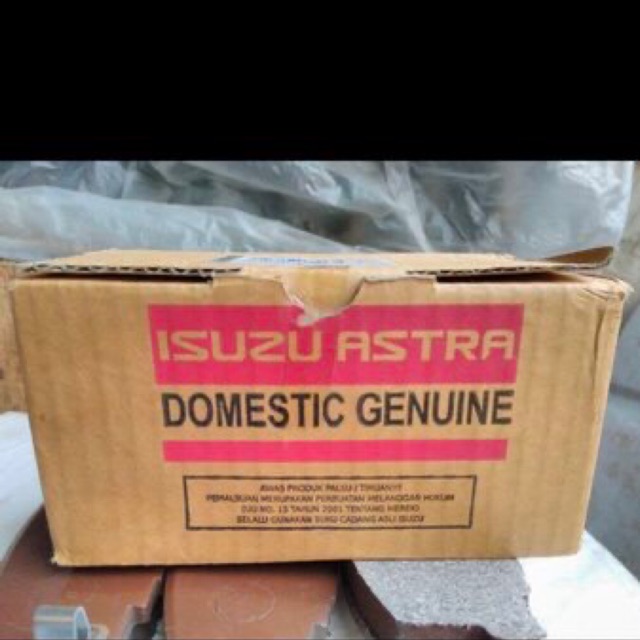 ISUZU ASTRA
DOMESTIC GENUINE
AWAS PRODUK PALSU / TIRUAN!!
PEMALSUAN MERUPAKAN PERBUATAN MELANGGAR HUKUM
(UU NO. 15 TAHUN 2001 TENTANG MEREK)
SELALU GUNAKAN SUKU CADANG ASLI ISUZU